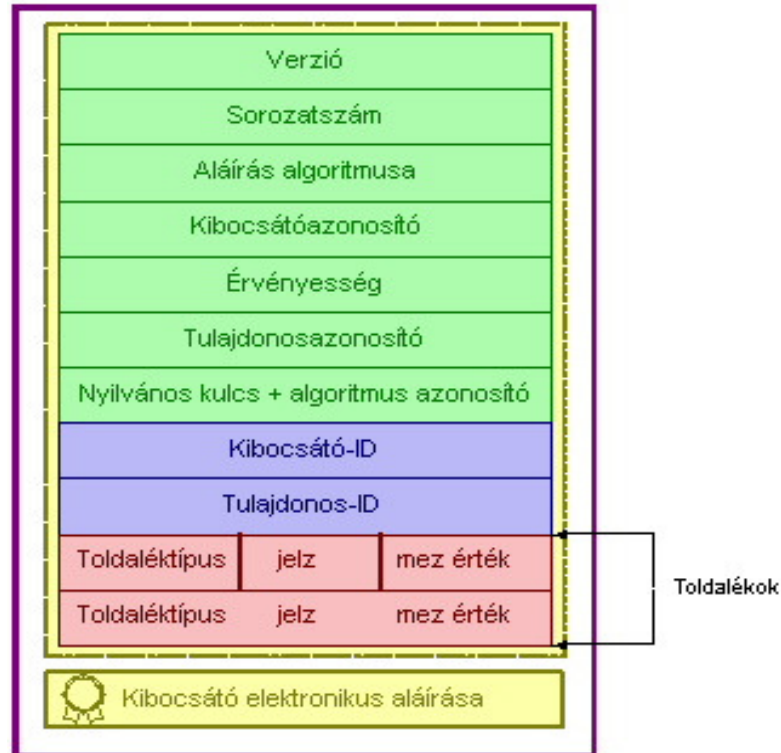 Verzió
Sorozatszám
Aláírás algoritmusa
Kibocsátóazonosító
Érvényesség
Tulajdonosazonosító
Nyilvános kulcs + algoritmus azonosító
Kibocsátó-ID
Tulajdonos-ID
Toldaléktípus jelz mez érték
Toldaléktípus jelz mez érték
Toldalékok
Kibocsátó elektronikus aláírása